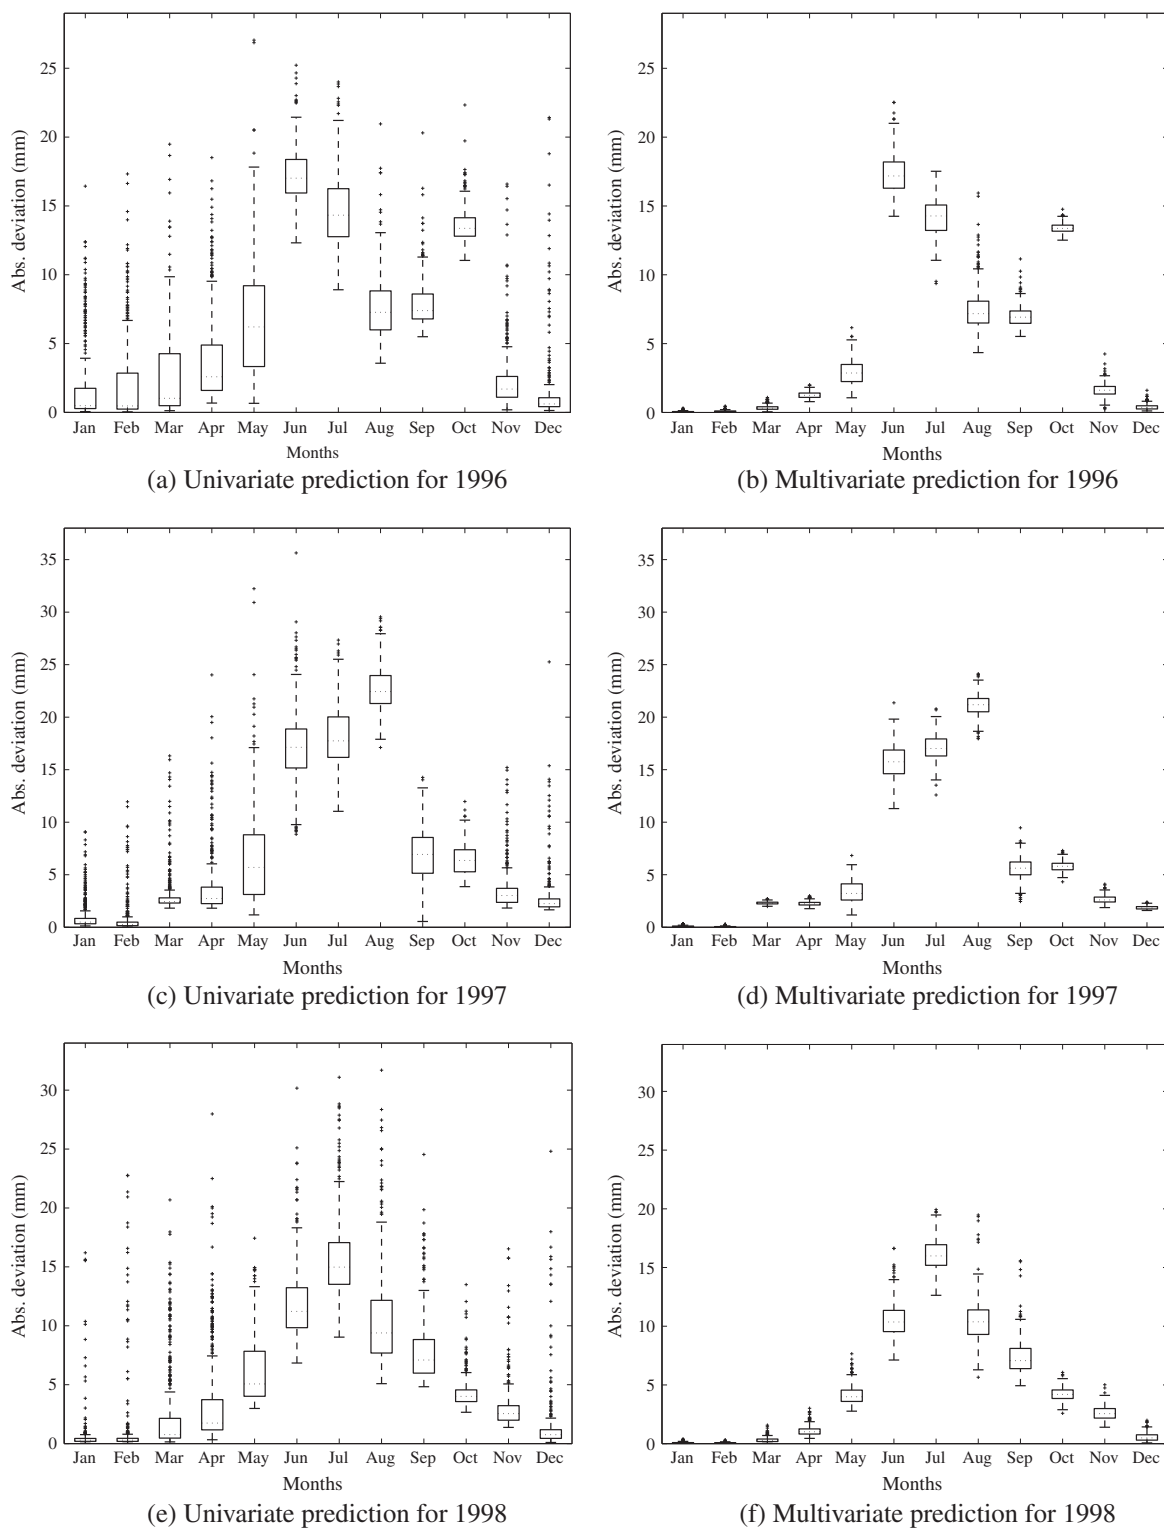 25
20
15
10
5
0
Abs. deviation (mm)
Jan Feb Mar Apr May Jun Jul Aug Sep Oct Nov Dec
Months
(a) Univariate prediction for 1996
25
20
15
10
5
0
Abs. deviation (mm)
Jan Feb Mar Apr May Jun Jul Aug Sep Oct Nov Dec
Months
(b) Multivariate prediction for 1996
35
30
25
20
15
10
5
0
Abs. deviation (mm)
Jan Feb Mar Apr May Jun Jul Aug Sep Oct Nov Dec
Months
(c) Univariate prediction for 1997
35
30
25
20
15
10
5
0
Abs. deviation (mm)
Jan Feb Mar Apr May Jun Jul Aug Sep Oct Nov Dec
Months
(d) Multivariate prediction for 1997
30
25
20
15
10
5
0
Abs. deviation (mm)
Jan Feb Mar Apr May Jun Jul Aug Sep Oct Nov Dec
Months
(e) Univariate prediction for 1998
30
25
20
15
10
5
0
Abs. deviation (mm)
Jan Feb Mar Apr May Jun Jul Aug Sep Oct Nov Dec
Months
(f) Multivariate prediction for 1998